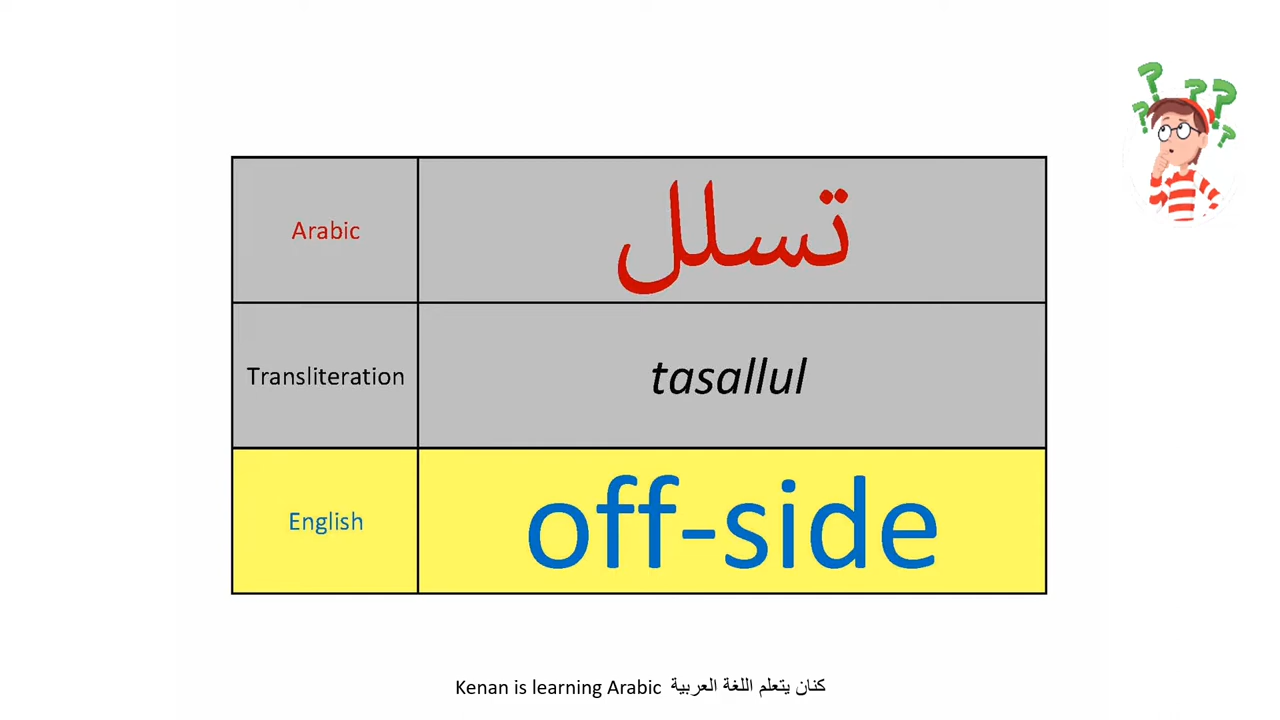 Arabic
تسلل
Transliteration
tasallul
English
off-side
Kenan is learning Arabic كنان يتعلم اللغة العربية